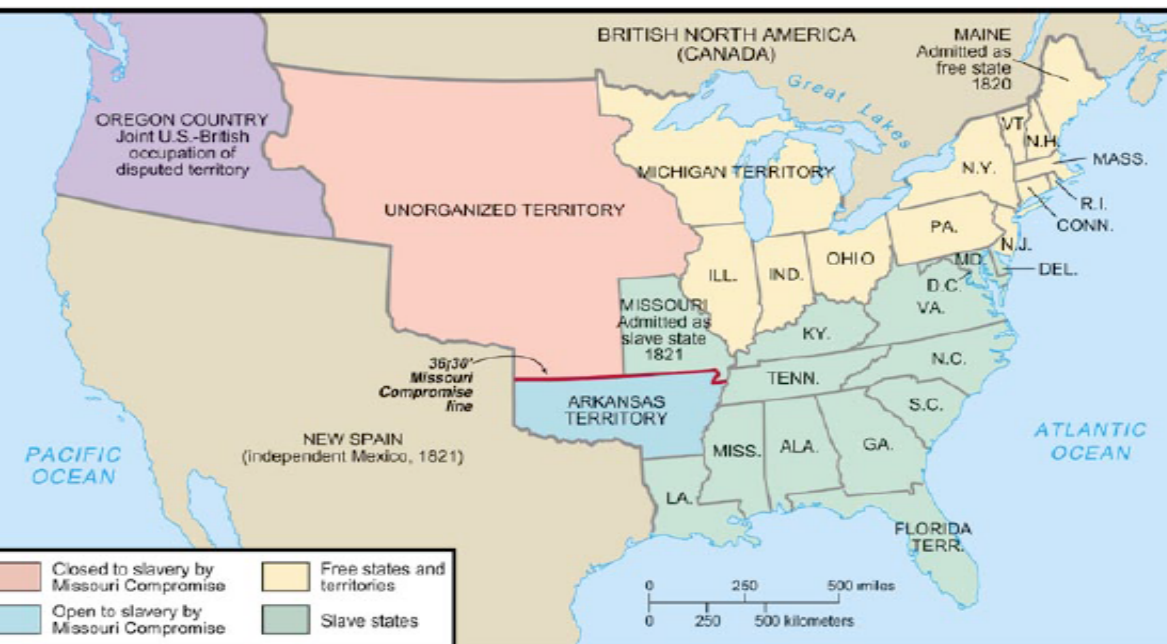 BRITISH NORTH AMERICA
(CANADA)
MAINE
Admitted as
free state
1820
Great Lakes
OREGON COUNTRY
Joint U.S.-British
occupation of
disputed territory
VT.
N.H.
MASS.
N.Y.
MICHIGAN TERRITORY
R.I.
CONN.
UNORGANIZED TERRITORY
PA.
N.J.
OHIO
ILL.
IND.
MD.
DEL.
D.C.
VA.
MISSOURI
Admitted as
slave state
1821
KY.
36¡30'
Missouri
Compromise
line
N.C.
TENN.
ARKANSAS
TERRITORY
S.C.
NEW SPAIN
(independent Mexico, 1821)
PACIFIC
OCEAN
ATLANTIC
OCEAN
MISS.
ALA.
GA.
LA.
FLORIDA
TERR.
Closed to slavery by
Missouri Compromise
Free states and
territories
Open to slavery by
Missouri Compromise
Slave states
0 250 500 miles
0 250 500 kilometers